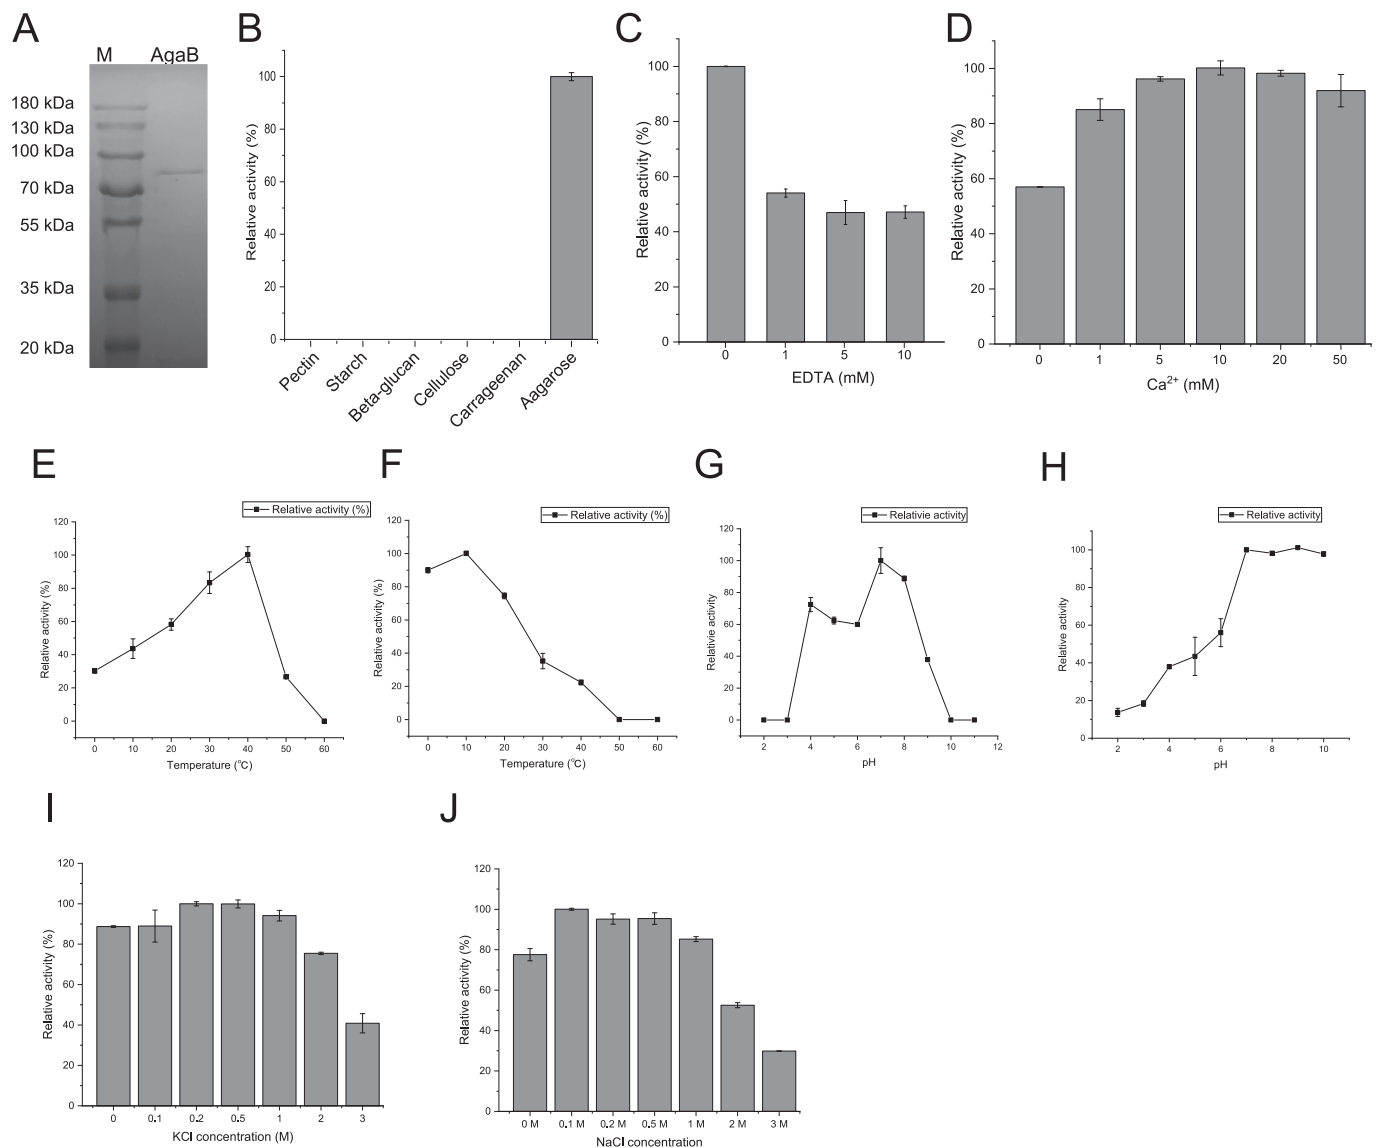 A
M AgaB
180 kDa
130 kDa
100 kDa
70 kDa
55 kDa
35 kDa
20 kDa
B
Relative activity (%)
100
80
60
40
20
0
Pectin
Starch
Beta-glucan
Cellulose
Carrageenan
Aagarose
C
Relative activity (%)
100
80
60
40
20
0
0 1 5 10
EDTA (mM)
D
Relative activity (%)
100
80
60
40
20
0
0 1 5 10 20 50
Ca²⁺ (mM)
E
Relative activity (%)
Relative activity (%)
120
100
80
60
40
20
0
0 10 20 30 40 50 60
Temperature (℃)
F
Relative activity (%)
Relative activity (%)
120
100
80
60
40
20
0
0 10 20 30 40 50 60
Temperature (℃)
G
Relativie activity
Relativie activity
120
100
80
60
40
20
0
2 4 6 8 10 12
pH
H
Relative activity
Relative activity
100
80
60
40
20
0
2 4 6 8 10
pH
I
Relative activity (%)
120
100
80
60
40
20
0
0 0.1 0.2 0.5 1 2 3
KCl concentration (M)
J
Relative activity (%)
120
100
80
60
40
20
0
0 M 0.1 M 0.2 M 0.5 M 1 M 2 M 3 M
NaCl concentration